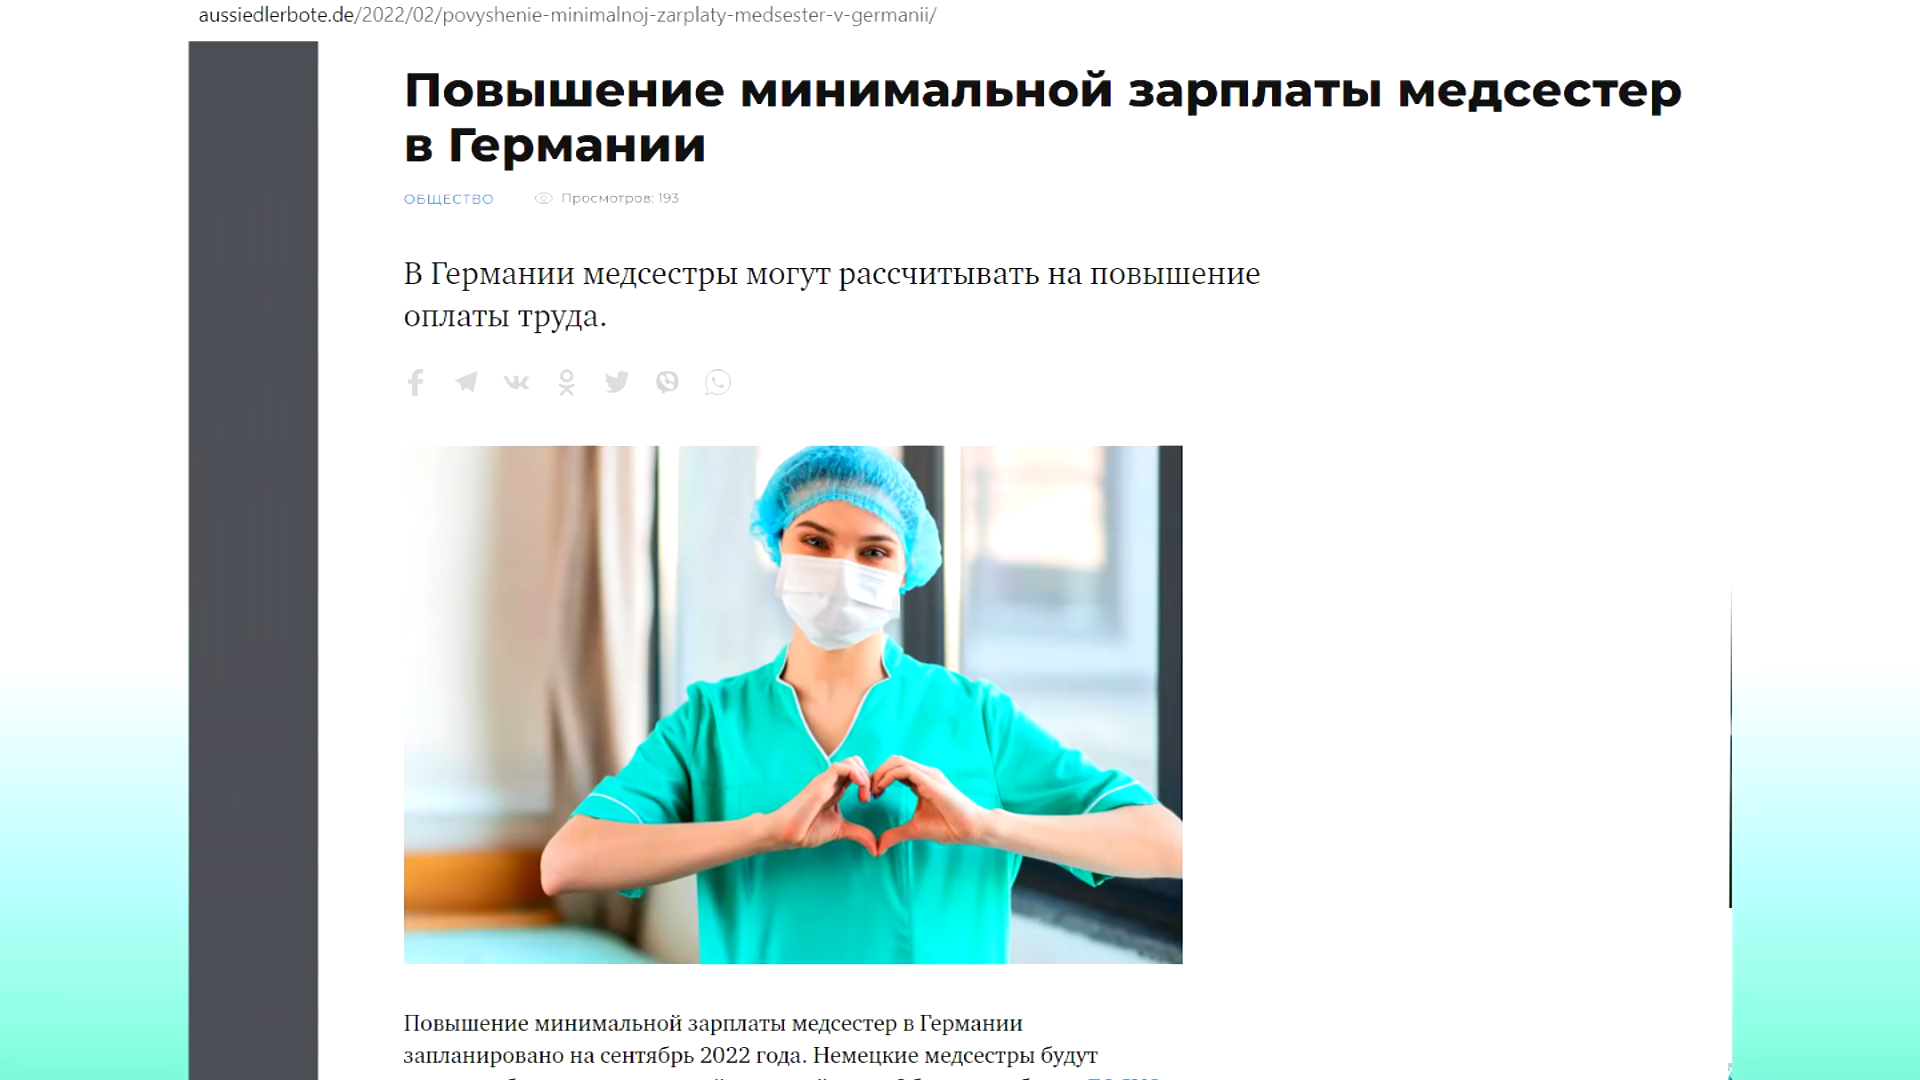 aussiedlerbote.de/2022/02/povyshenie-minimalnoj-zarplaty-medsester-v-germanii/
Повышение минимальной зарплаты медсестер
в Германии
ОБЩЕСТВО Просмотров: 193
В Германии медсестры могут рассчитывать на повышение
оплаты труда.
Повышение минимальной зарплаты медсестер в Германии
запланировано на сентябрь 2022 года. Немецкие медсестры будут